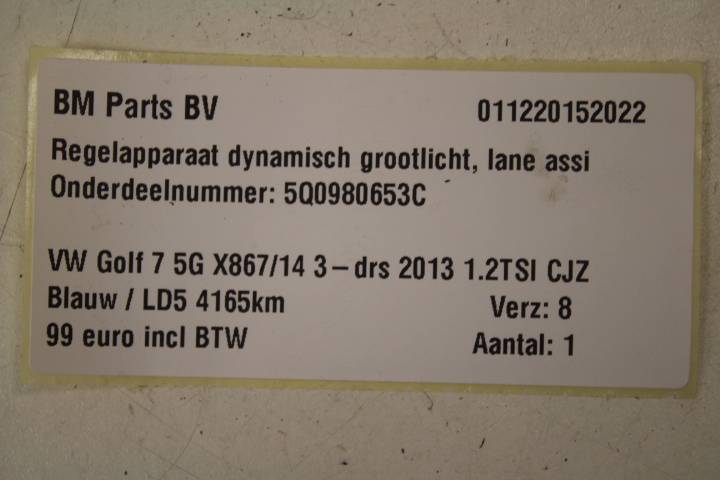 BM Parts BV 011220152022
Regelapparaat dynamisch grootlicht, lane assi
Onderdeelnummer: 5Q0980653C
VW Golf 7 5G X867/14 3-drs 2013 1.2TSI CJZ
Blauw / LD5 4165km Verz: 8
99 euro incl BTW Aantal: 1